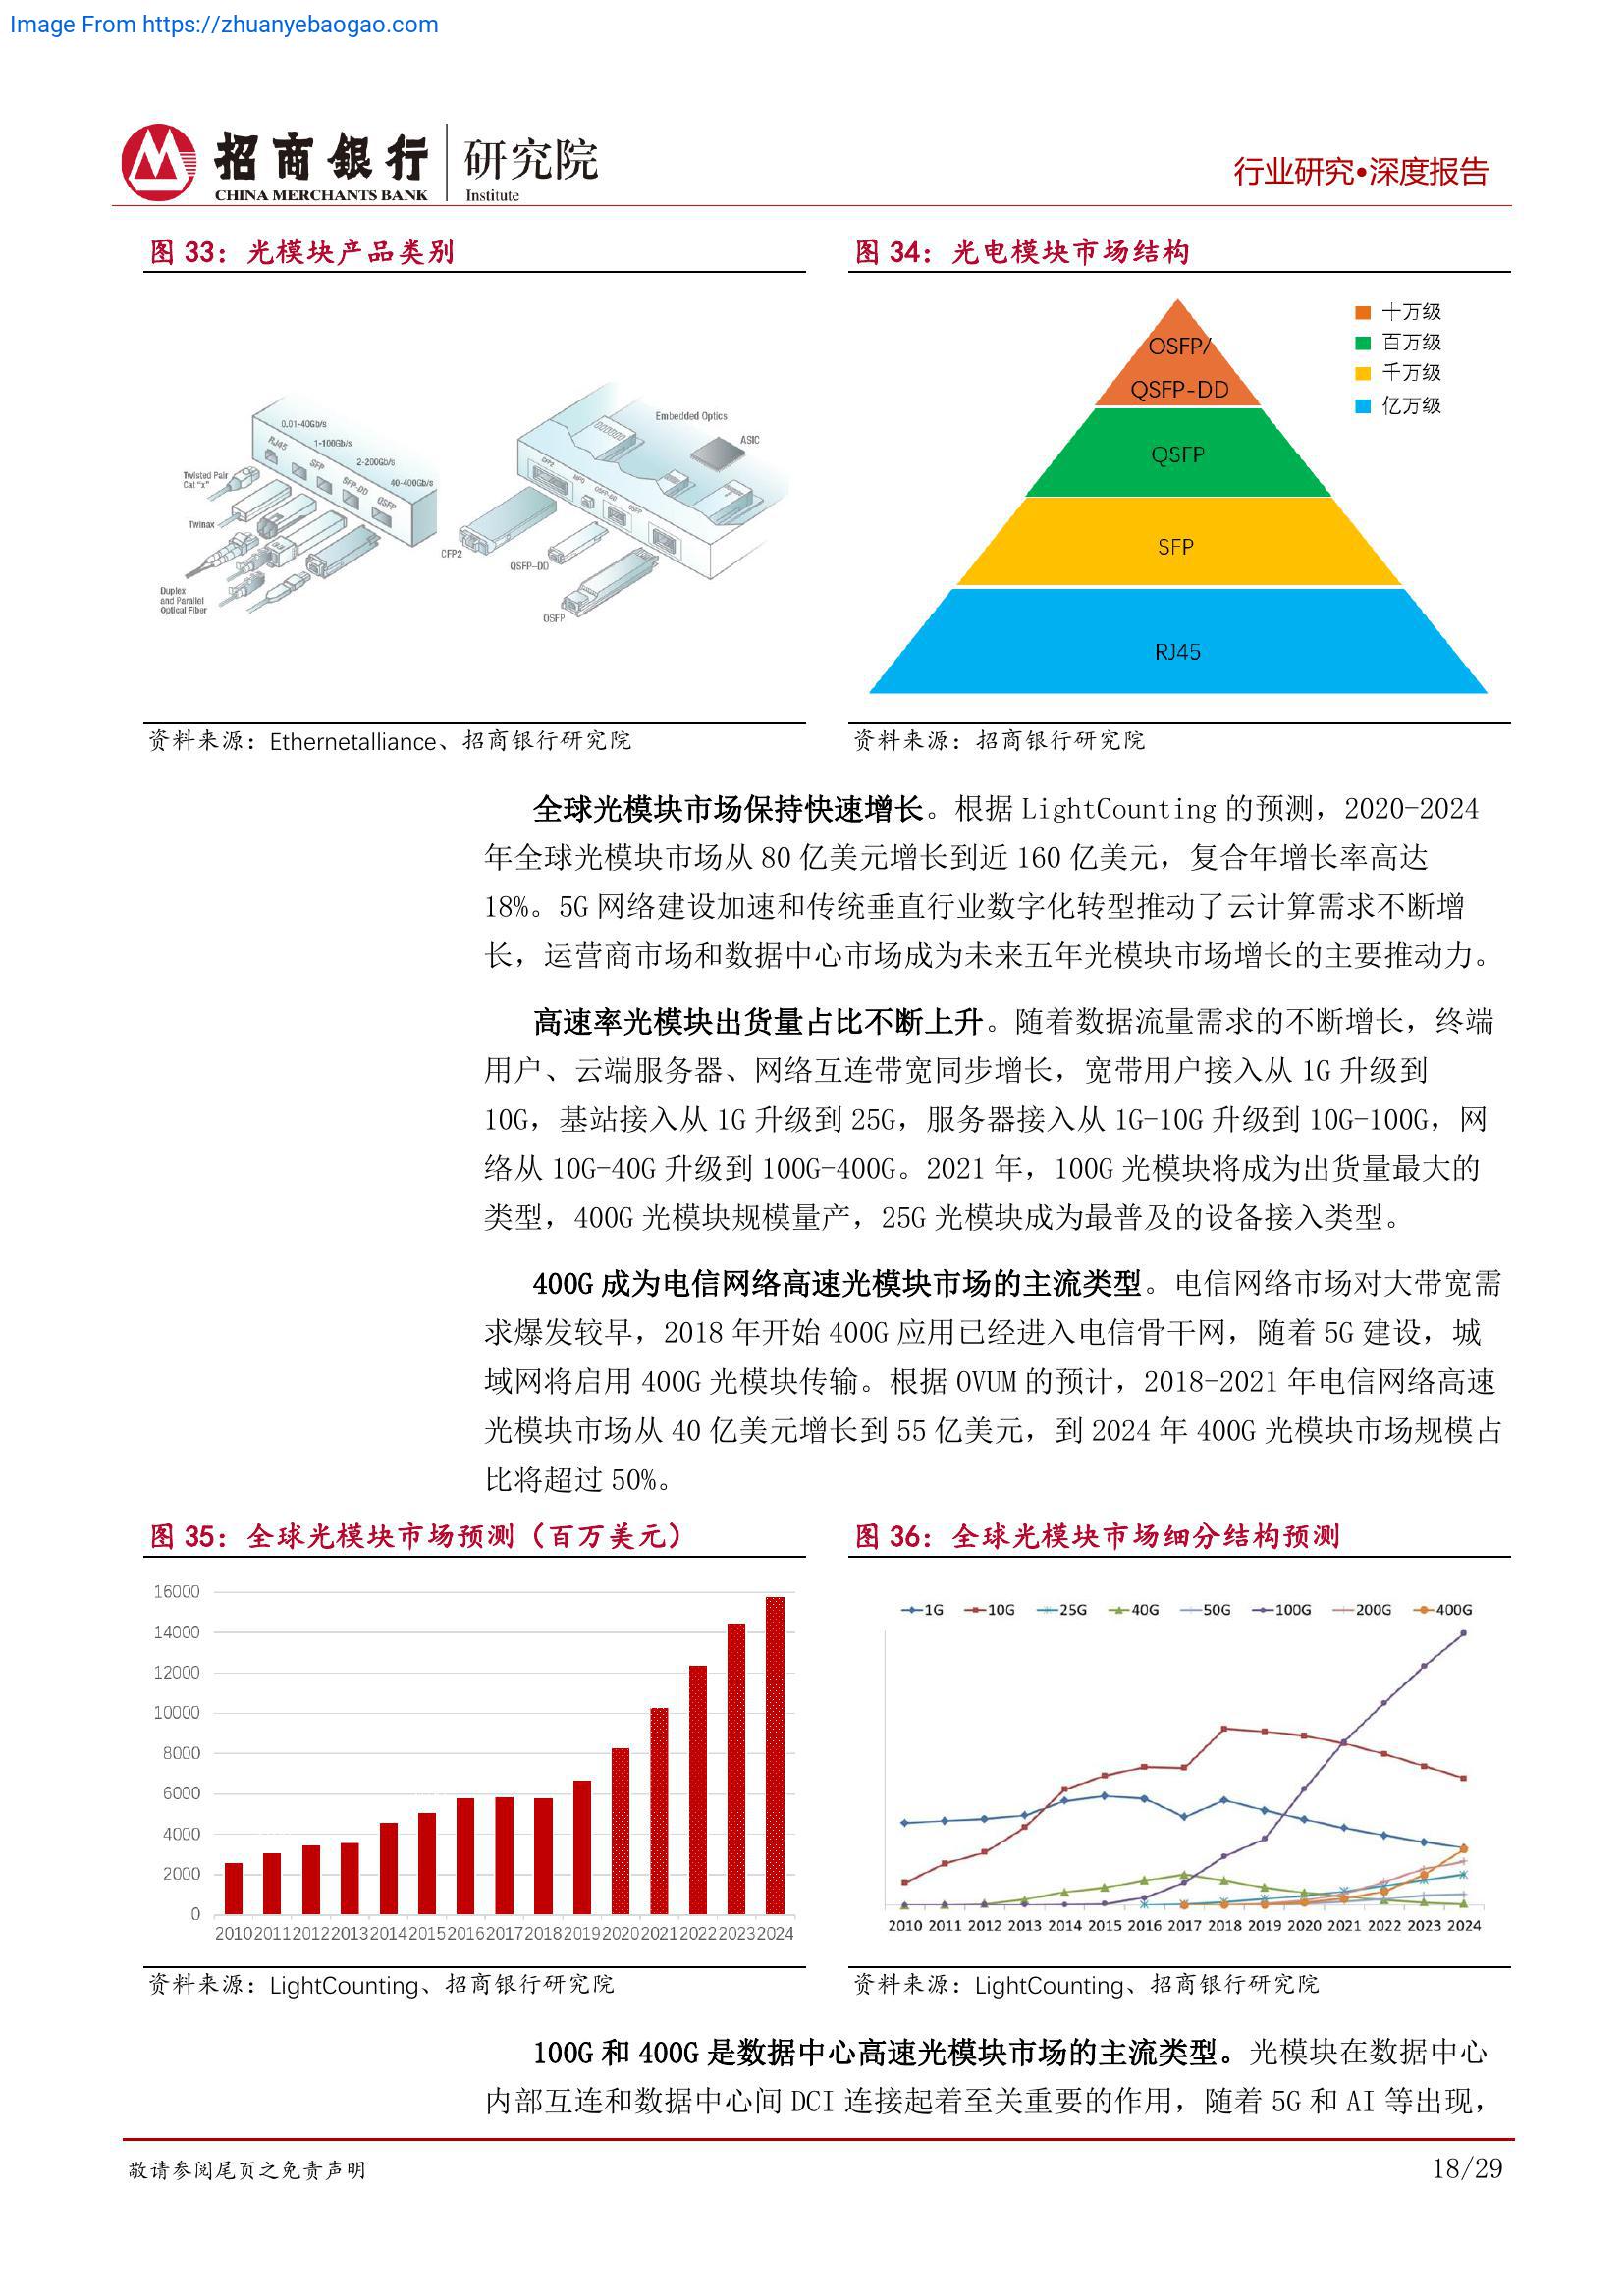 Image From https://zhuanyebaogao.com
招商銀行 研究院
CHINA MERCHANTS BANK Institute
行业研究•深度报告
图 33：光模块产品类别
0.01-40Gb/s
1-100Gb/s
2-200Gb/s
40-400Gb/s
RJ45
SFP
SFP-DD
QSFP
Twisted Pair
Cat "x"
Twinax
Duplex
and Parallel
Optical Fiber
Embedded Optics
ASIC
CFP2
QSFP-DD
OSFP
资料来源：Ethernetalliance、招商银行研究院
图 34：光电模块市场结构
OSFP/
QSFP-DD
QSFP
SFP
RJ45
十万级
百万级
千万级
亿万级
资料来源：招商银行研究院
全球光模块市场保持快速增长。根据 LightCounting 的预测，2020-2024
年全球光模块市场从 80 亿美元增长到近 160 亿美元，复合年增长率高达
18%。5G 网络建设加速和传统垂直行业数字化转型推动了云计算需求不断增
长，运营商市场和数据中心市场成为未来五年光模块市场增长的主要推动力。
高速率光模块出货量占比不断上升。随着数据流量需求的不断增长，终端
用户、云端服务器、网络互连带宽同步增长，宽带用户接入从 1G 升级到
10G，基站接入从 1G 升级到 25G，服务器接入从 1G-10G 升级到 10G-100G，网
络从 10G-40G 升级到 100G-400G。2021 年，100G 光模块将成为出货量最大的
类型，400G 光模块规模量产，25G 光模块成为最普及的设备接入类型。
400G 成为电信网络高速光模块市场的主流类型。电信网络市场对大带宽需
求爆发较早，2018 年开始 400G 应用已经进入电信骨干网，随着 5G 建设，城
域网将启用 400G 光模块传输。根据 OVUM 的预计，2018-2021 年电信网络高速
光模块市场从 40 亿美元增长到 55 亿美元，到 2024 年 400G 光模块市场规模占
比将超过 50%。
图 35：全球光模块市场预测（百万美元）
16000
14000
12000
10000
8000
6000
4000
2000
0
2010 2011 2012 2013 2014 2015 2016 2017 2018 2019 2020 2021 2022 2023 2024
资料来源：LightCounting、招商银行研究院
图 36：全球光模块市场细分结构预测
1G 10G 25G 40G 50G 100G 200G 400G
2010 2011 2012 2013 2014 2015 2016 2017 2018 2019 2020 2021 2022 2023 2024
资料来源：LightCounting、招商银行研究院
100G 和 400G 是数据中心高速光模块市场的主流类型。光模块在数据中心
内部互连和数据中心间 DCI 连接起着至关重要的作用，随着 5G 和 AI 等出现，
敬请参阅尾页之免责声明
18/29